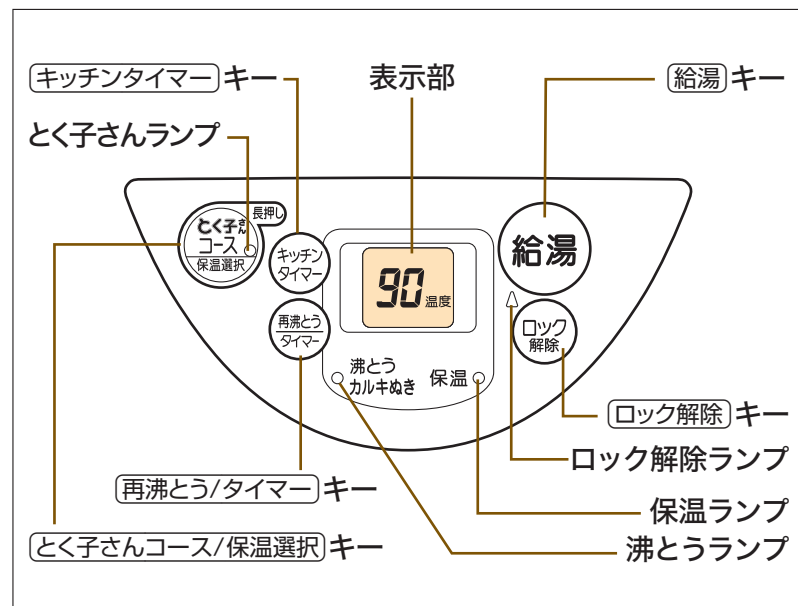 キッチンタイマーキー
表示部
給湯キー
とく子さんランプ
長押し
とく子さん
コース
保温選択
キッチン
タイマー
再沸とう
タイマー
90 温度
沸とう
カルキぬき
保温
給湯
ロック
解除
ロック解除キー
ロック解除ランプ
再沸とう/タイマーキー
保温ランプ
とく子さんコース/保温選択キー
沸とうランプ